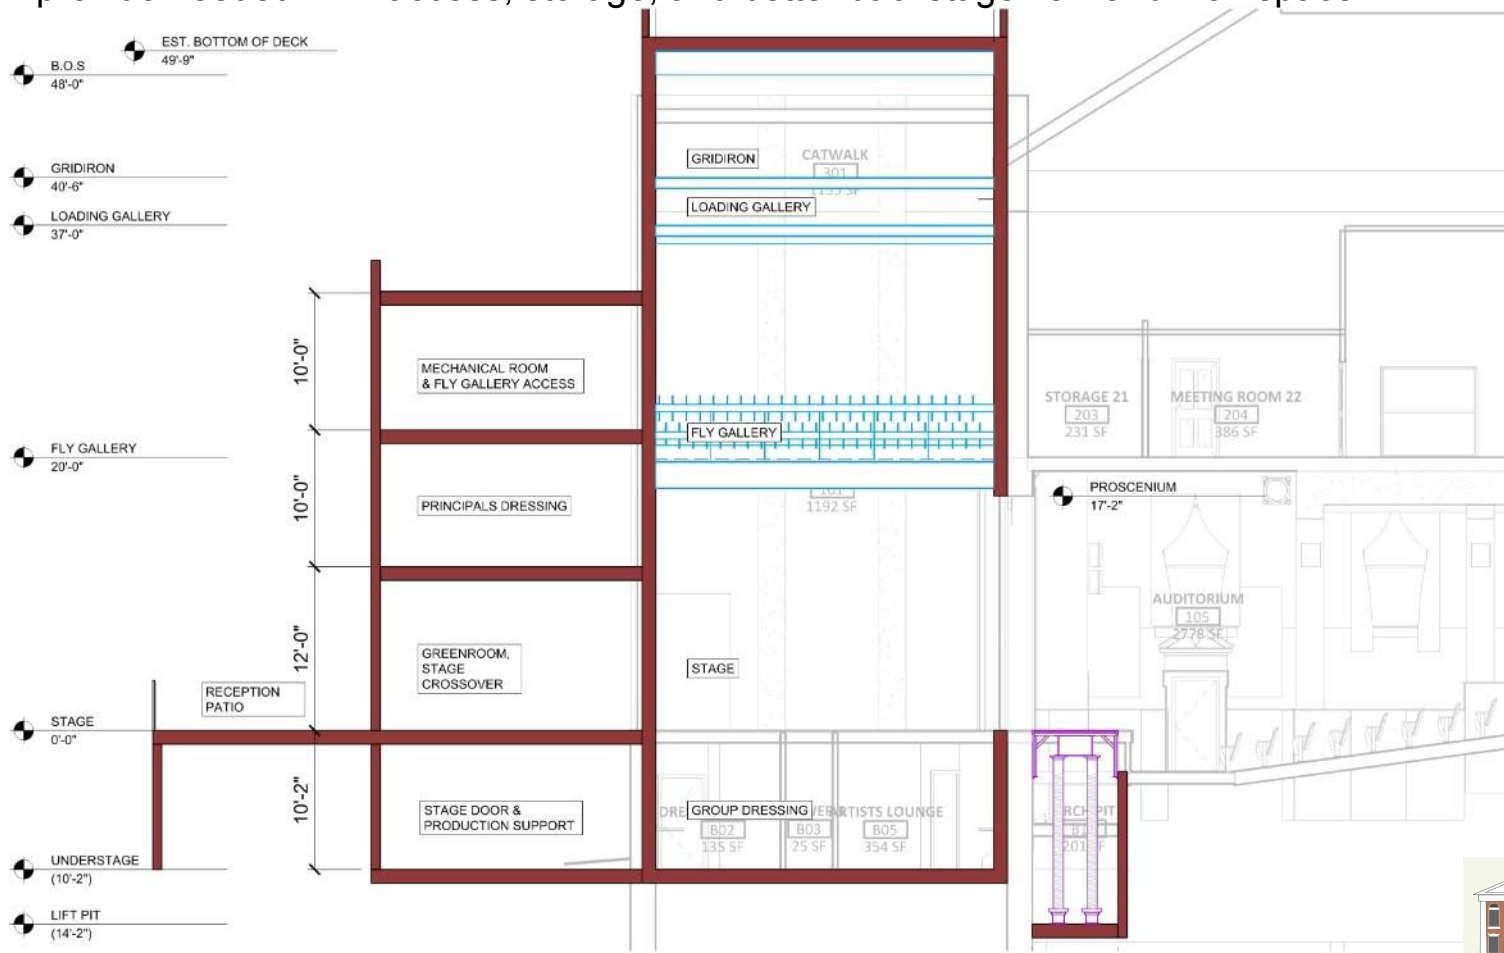 EST. BOTTOM OF DECK
49'-9"
B.O.S
48'-0"
GRIDIRON
40'-6"
LOADING GALLERY
37'-0"
FLY GALLERY
20'-0"
STAGE
0'-0"
UNDERSTAGE
(10'-2")
LIFT PIT
(14'-2")
10'-0"
10'-0"
12'-0"
10'-2"
RECEPTION
PATIO
MECHANICAL ROOM
& FLY GALLERY ACCESS
PRINCIPALS DRESSING
GREENROOM,
STAGE
CROSSOVER
STAGE DOOR &
PRODUCTION SUPPORT
GRIDIRON
CATWALK
301
LOADING GALLERY
FLY GALLERY
1192 SF
STAGE
GROUP DRESSING
B02
135 SF
B03
25 SF
ARTISTS LOUNGE
B05
354 SF
STORAGE 21
203
231 SF
MEETING ROOM 22
204
386 SF
PROSCENIUM
17'-2"
AUDITORIUM
105
2778 SF